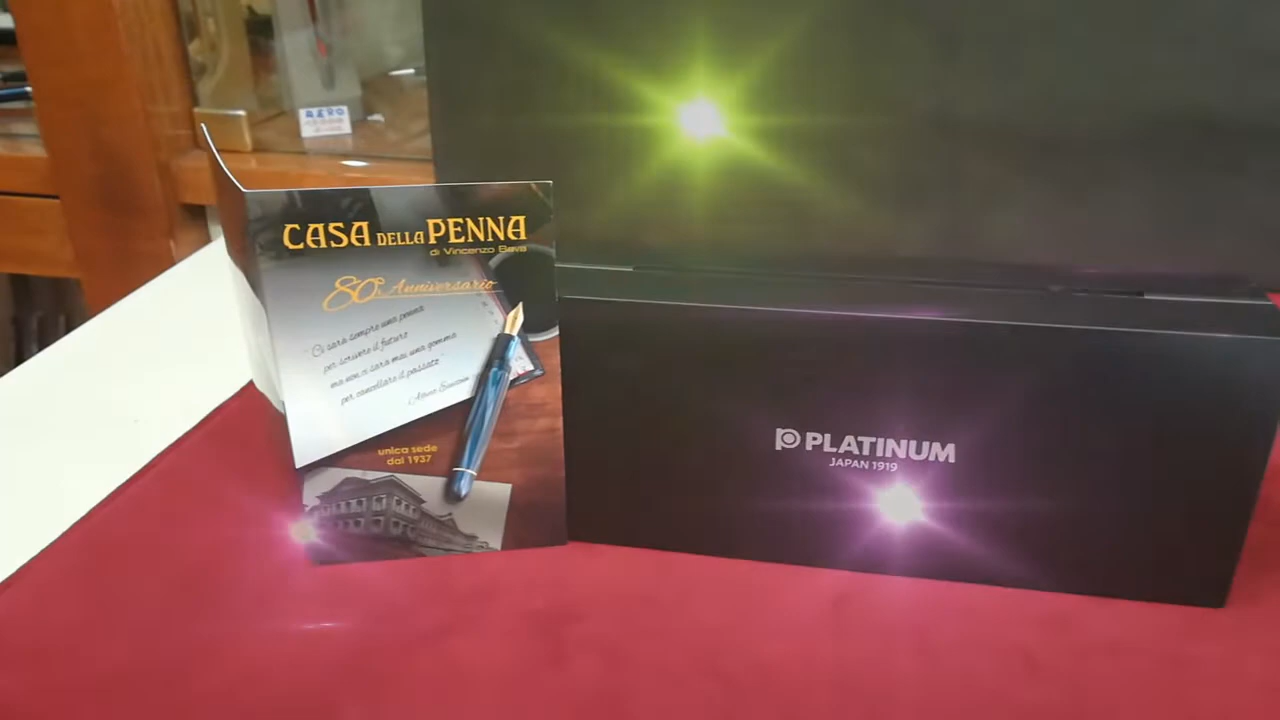 CASA DELLA PENNA
di Vincenzo Bava
80° Anniversario
"Ci sarà sempre una penna
per scrivere il futuro
ma non ci sarà mai una gomma
per cancellare il passato"
unica sede
dal 1937
PLATINUM
JAPAN 1919